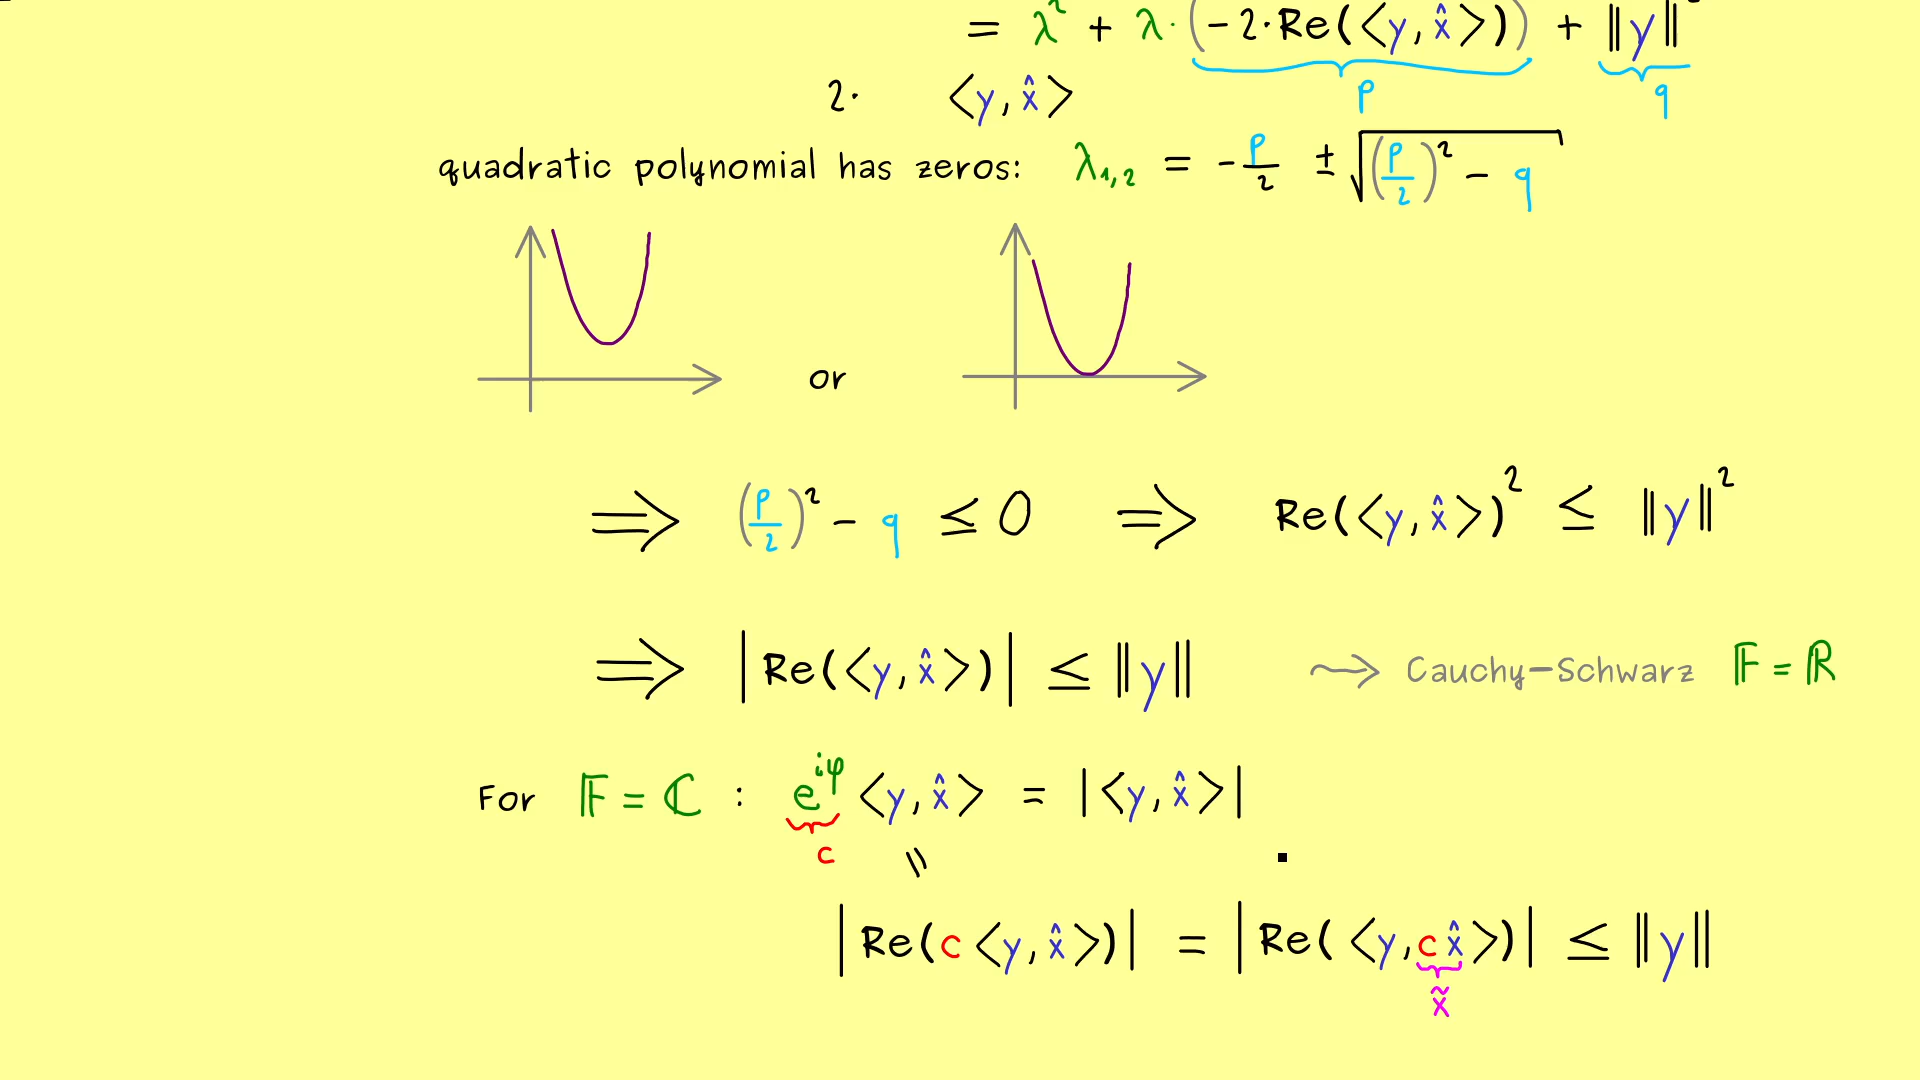 = λ² + λ·(-2·Re(<y, x̂>)) + ‖y‖²
p q
2· <y, x̂>
quadratic polynomial has zeros: λ₁,₂ = -p/2 ± √((p/2)² - q)
or
⟹ (p/2)² - q ≤ 0 ⟹ Re(<y, x̂>)² ≤ ‖y‖²
⟹ |Re(<y, x̂>)| ≤ ‖y‖ ⇝ Cauchy-Schwarz 𝔽 = ℝ
For 𝔽 = ℂ : e^{iφ} <y, x̂> = |<y, x̂>|
c =
|Re(c <y, x̂>)| = |Re( <y, c x̂>)| ≤ ‖y‖
x̃